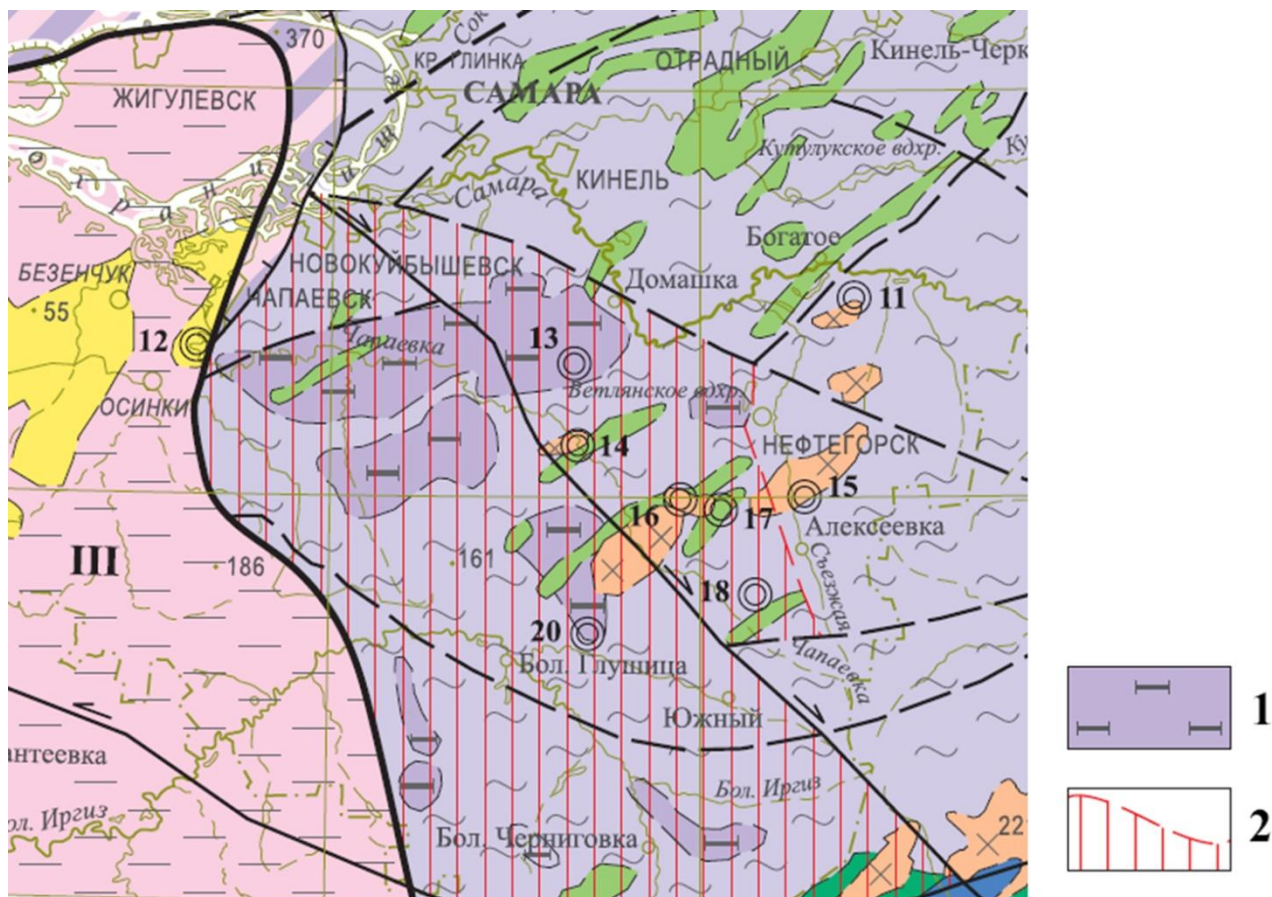 370
Сок
КР. ГЛИНКА
ОТРАДНЫЙ
Кинель-Черк
ЖИГУЛЕВСК
САМАРА
Кутулукское вдхр.
Ку
Самара
КИНЕЛЬ
Богатое
БЕЗЕНЧУК
НОВОКУЙБЫШЕВСК
Домашка
ЧАПАЕВСК
11
55
12
Чапаевка
13
Ветлянское вдхр.
ОСИНКИ
НЕФТЕГОРСК
14
15
16
17
Алексеевка
III
186
161
Съезжая
18
20
Бол. Глушица
Чапаевка
Южный
антеевка
Бол. Иргиз
ол. Иргиз
Бол. Черниговка
22
1
2